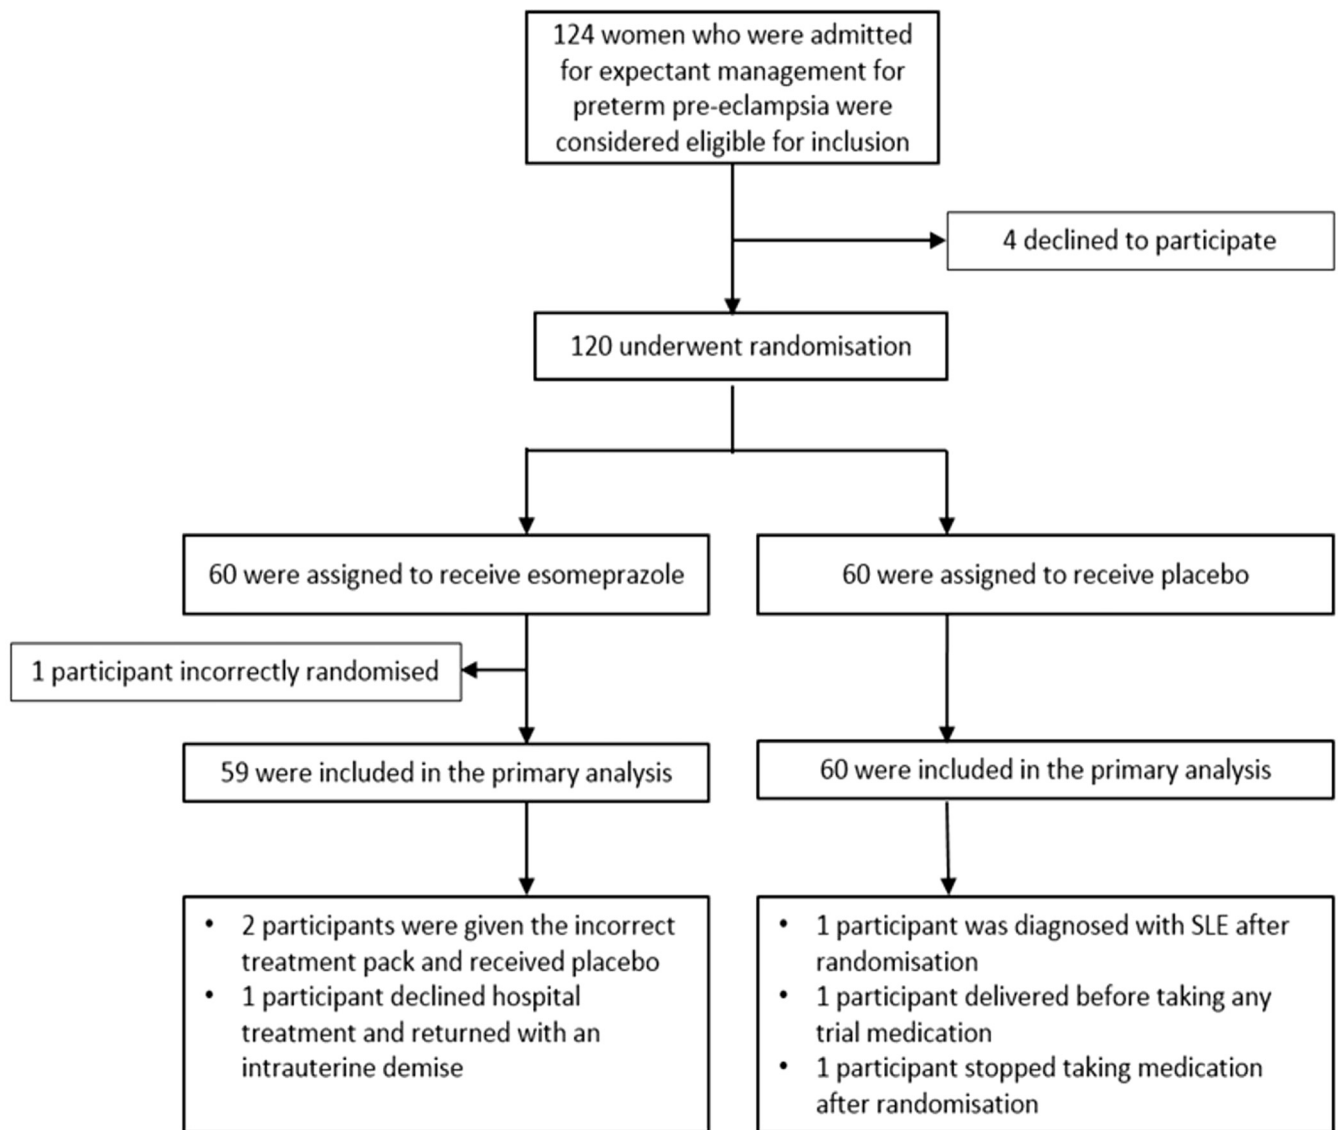 124 women who were admitted
for expectant management for
preterm pre-eclampsia were
considered eligible for inclusion
4 declined to participate
120 underwent randomisation
60 were assigned to receive esomeprazole
60 were assigned to receive placebo
1 participant incorrectly randomised
59 were included in the primary analysis
60 were included in the primary analysis
• 2 participants were given the incorrect
treatment pack and received placebo
• 1 participant declined hospital
treatment and returned with an
intrauterine demise
• 1 participant was diagnosed with SLE after
randomisation
• 1 participant delivered before taking any
trial medication
• 1 participant stopped taking medication
after randomisation